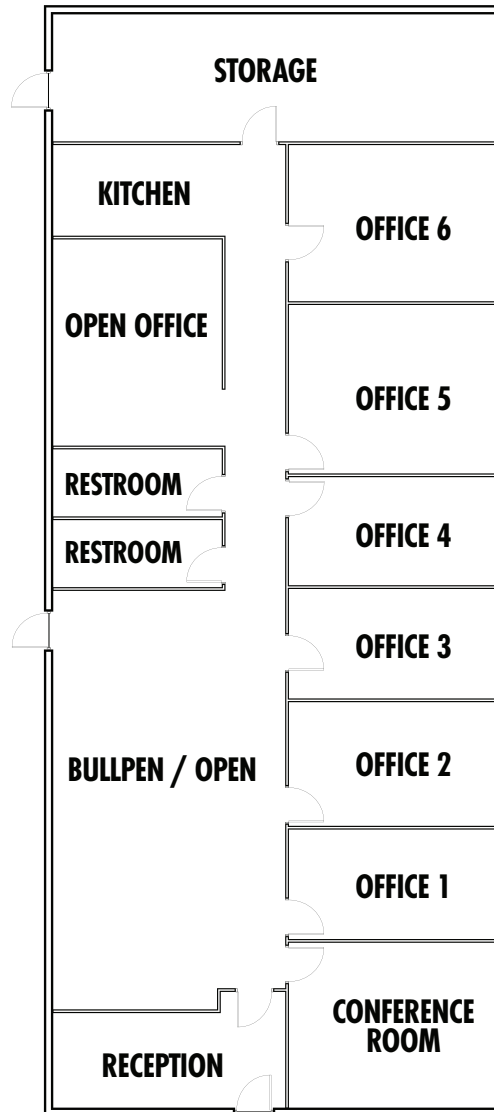 STORAGE
KITCHEN
OFFICE 6
OPEN OFFICE
OFFICE 5
RESTROOM
OFFICE 4
RESTROOM
OFFICE 3
BULLPEN / OPEN
OFFICE 2
OFFICE 1
CONFERENCE
ROOM
RECEPTION